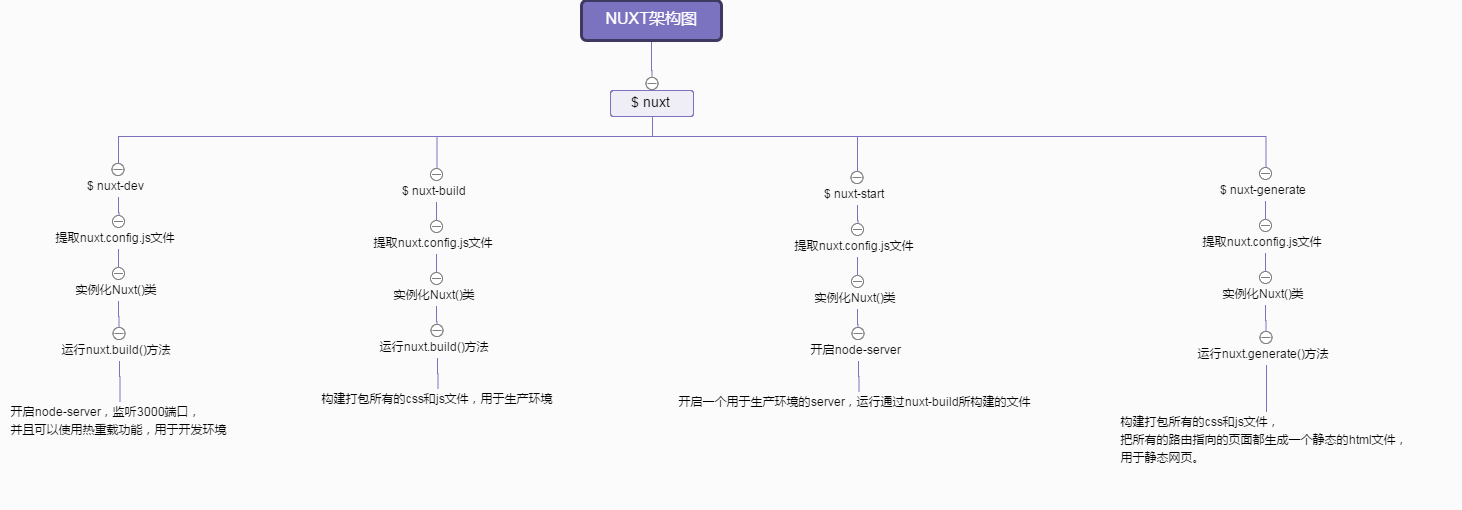 NUXT架构图
$ nuxt
$ nuxt-dev
提取nuxt.config.js文件
实例化Nuxt()类
运行nuxt.build()方法
开启node-server，监听3000端口，
并且可以使用热重载功能，用于开发环境
$ nuxt-build
提取nuxt.config.js文件
实例化Nuxt()类
运行nuxt.build()方法
构建打包所有的css和js文件，用于生产环境
$ nuxt-start
提取nuxt.config.js文件
实例化Nuxt()类
开启node-server
开启一个用于生产环境的server，运行通过nuxt-build所构建的文件
$ nuxt-generate
提取nuxt.config.js文件
实例化Nuxt()类
运行nuxt.generate()方法
构建打包所有的css和js文件，
把所有的路由指向的页面都生成一个静态的html文件，
用于静态网页。